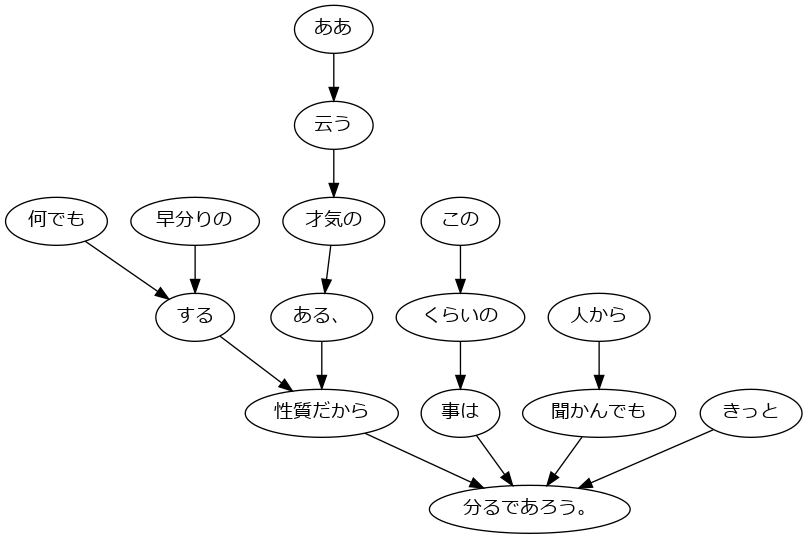 ああ
云う
何でも
早分りの
才気の
この
する
ある、
くらいの
人から
性質だから
事は
聞かんでも
きっと
分るであろう。